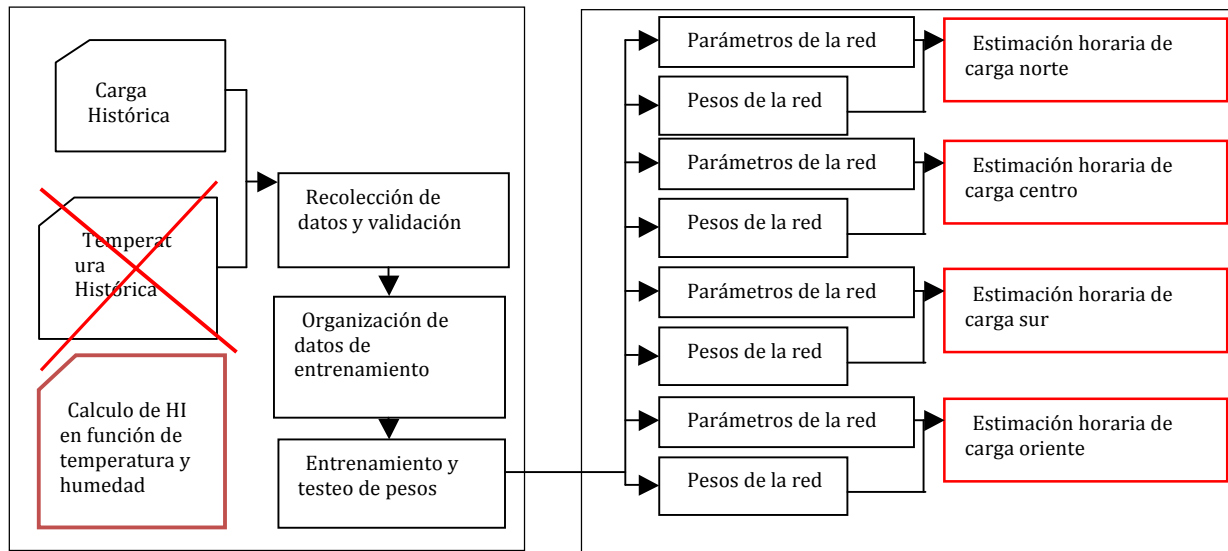 Carga
Histórica
Temperat
ura
Histórica
Calculo de HI
en función de
temperatura y
humedad
Recolección de
datos y validación
Organización de
datos de
entrenamiento
Entrenamiento y
testeo de pesos
Parámetros de la red
Pesos de la red
Estimación horaria de
carga norte
Parámetros de la red
Pesos de la red
Estimación horaria de
carga centro
Parámetros de la red
Pesos de la red
Estimación horaria de
carga sur
Parámetros de la red
Pesos de la red
Estimación horaria de
carga oriente